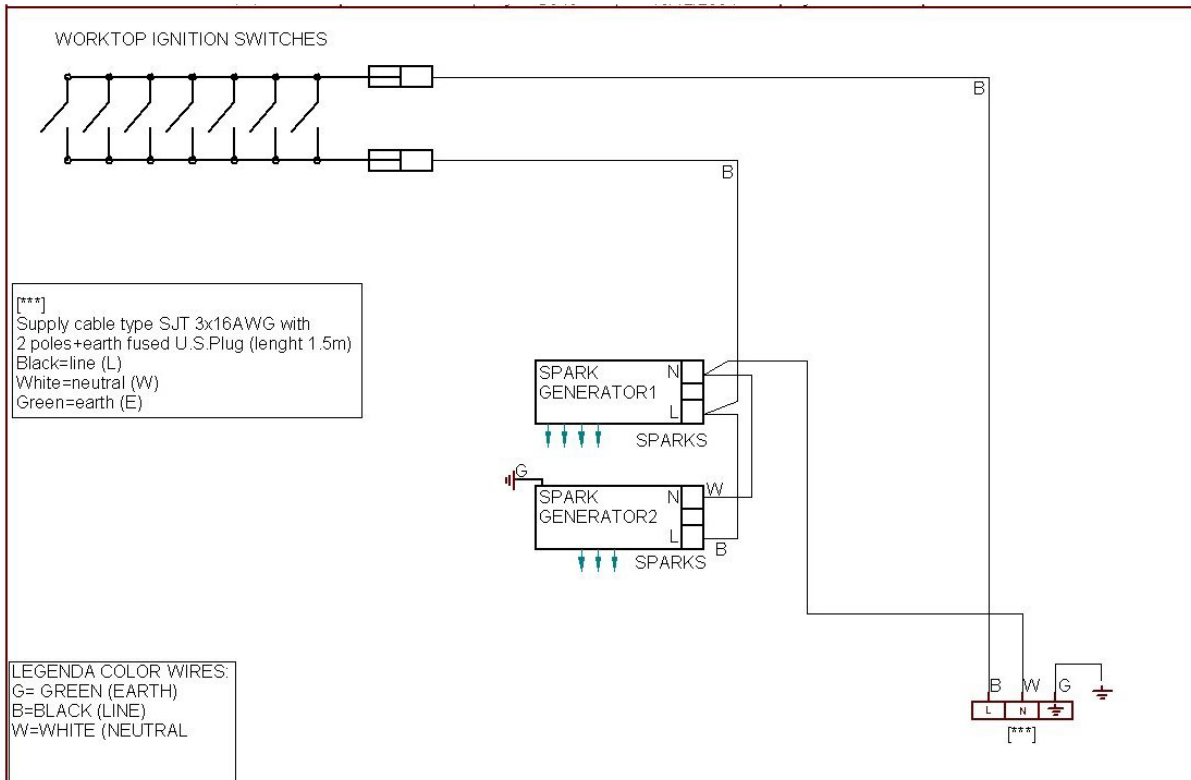 WORKTOP IGNITION SWITCHES
B
B
[***]
Supply cable type SJT 3x16AWG with
2 poles+earth fused U.S.Plug (lenght 1.5m)
Black=line (L)
White=neutral (W)
Green=earth (E)
SPARK
GENERATOR1
N
L
SPARKS
G
SPARK
GENERATOR2
N
L
W
B
SPARKS
LEGENDA COLOR WIRES:
G= GREEN (EARTH)
B=BLACK (LINE)
W=WHITE (NEUTRAL
B W G
L N
[***]